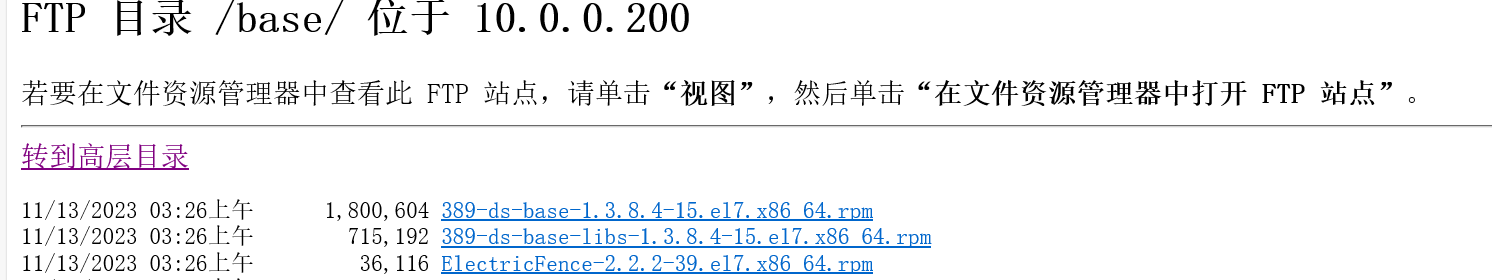 FTP 目录 /base/ 位于 10.0.0.200
若要在文件资源管理器中查看此 FTP 站点，请单击“视图”，然后单击“在文件资源管理器中打开 FTP 站点”。
转到高层目录
11/13/2023 03:26上午 1,800,604 389-ds-base-1.3.8.4-15.el7.x86_64.rpm
11/13/2023 03:26上午 715,192 389-ds-base-libs-1.3.8.4-15.el7.x86_64.rpm
11/13/2023 03:26上午 36,116 ElectricFence-2.2.2-39.el7.x86_64.rpm